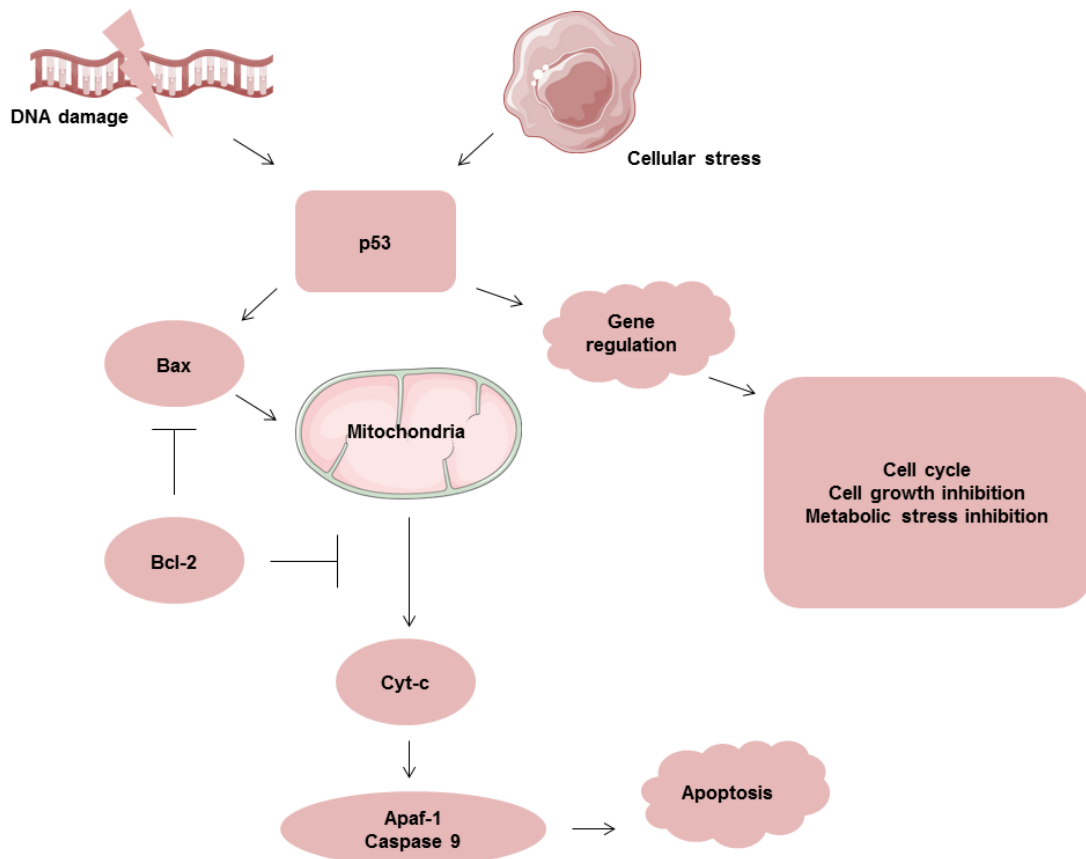 DNA damage
Cellular stress
p53
Gene
regulation
Bax
Mitochondria
Cell cycle
Cell growth inhibition
Metabolic stress inhibition
Bcl-2
Cyt-c
Apoptosis
Apaf-1
Caspase 9